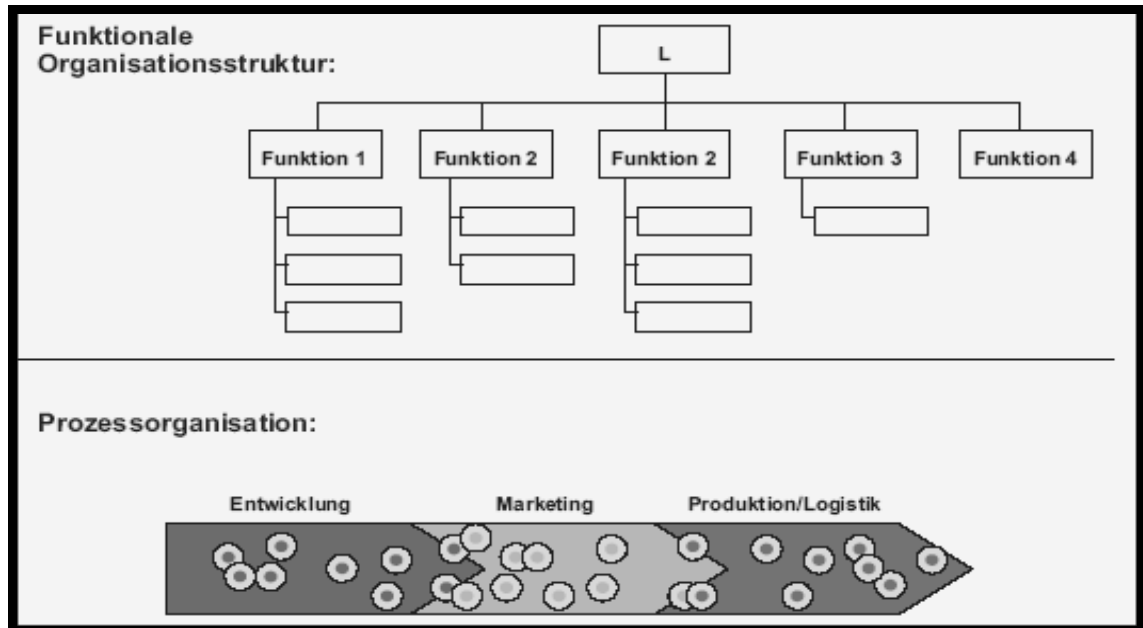 Funktionale
Organisationsstruktur:
L
Funktion 1
Funktion 2
Funktion 2
Funktion 3
Funktion 4
Prozessorganisation:
Entwicklung
Marketing
Produktion/Logistik